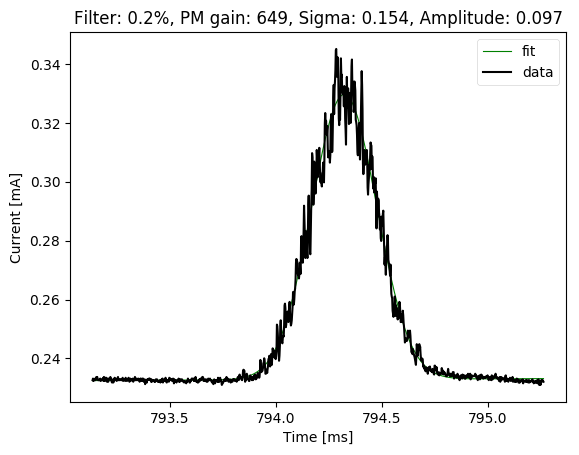 Filter: 0.2%, PM gain: 649, Sigma: 0.154, Amplitude: 0.097
fit
data
0.34
0.32
0.30
0.28
0.26
0.24
Current [mA]
793.5
794.0
794.5
795.0
Time [ms]